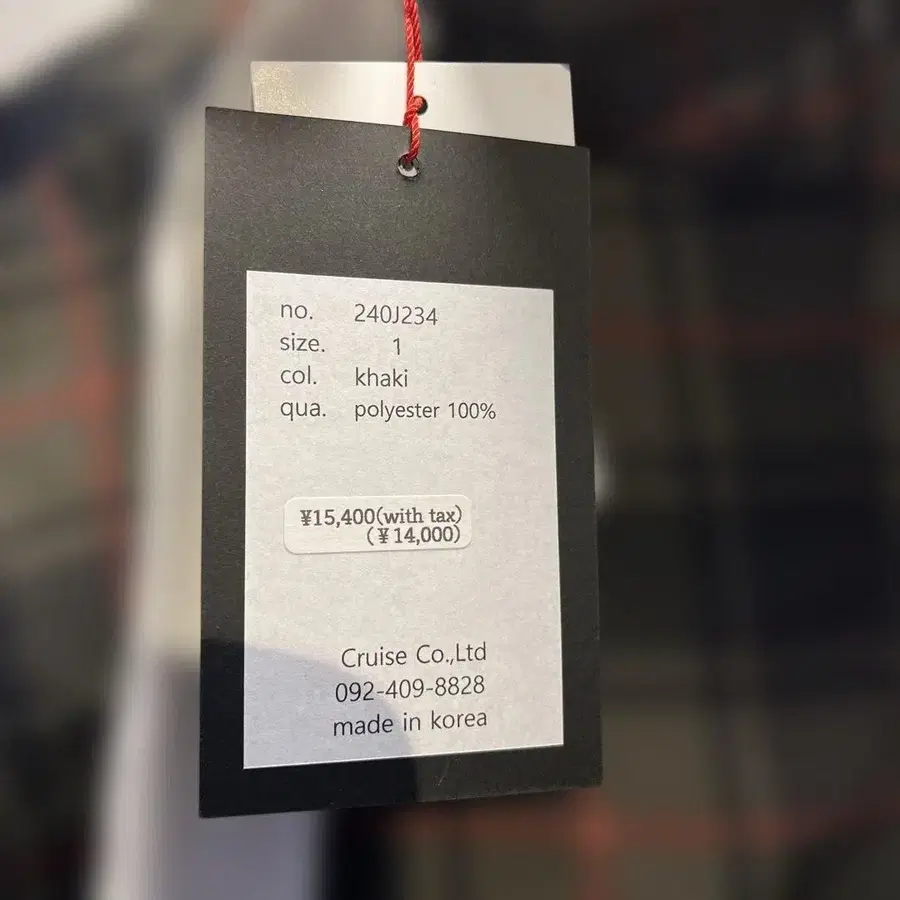 no. 240J234
size. 1
col. khaki
qua. polyester 100%
¥15,400(with tax)
(¥14,000)
Cruise Co.,Ltd
092-409-8828
made in korea